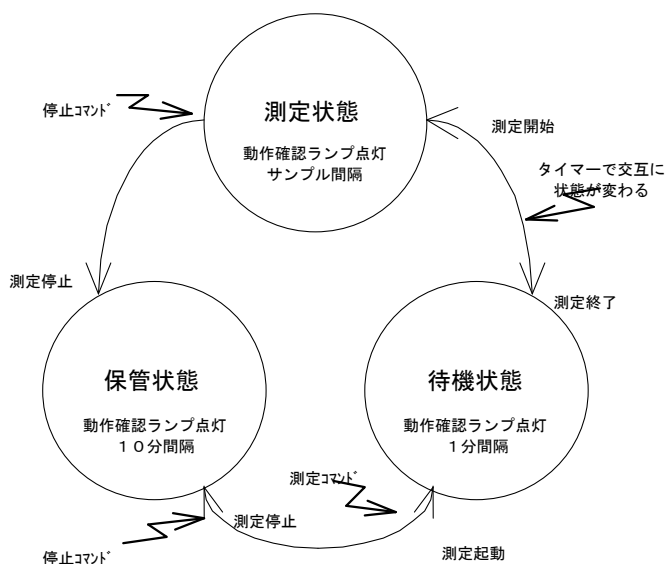 測定状態
停止ｺﾏﾝﾄﾞ
測定開始
動作確認ランプ点灯
サンプル間隔
タイマーで交互に
状態が変わる
測定停止
測定終了
保管状態
動作確認ランプ点灯
１０分間隔
待機状態
動作確認ランプ点灯
１分間隔
測定ｺﾏﾝﾄﾞ
測定停止
停止ｺﾏﾝﾄﾞ
測定起動